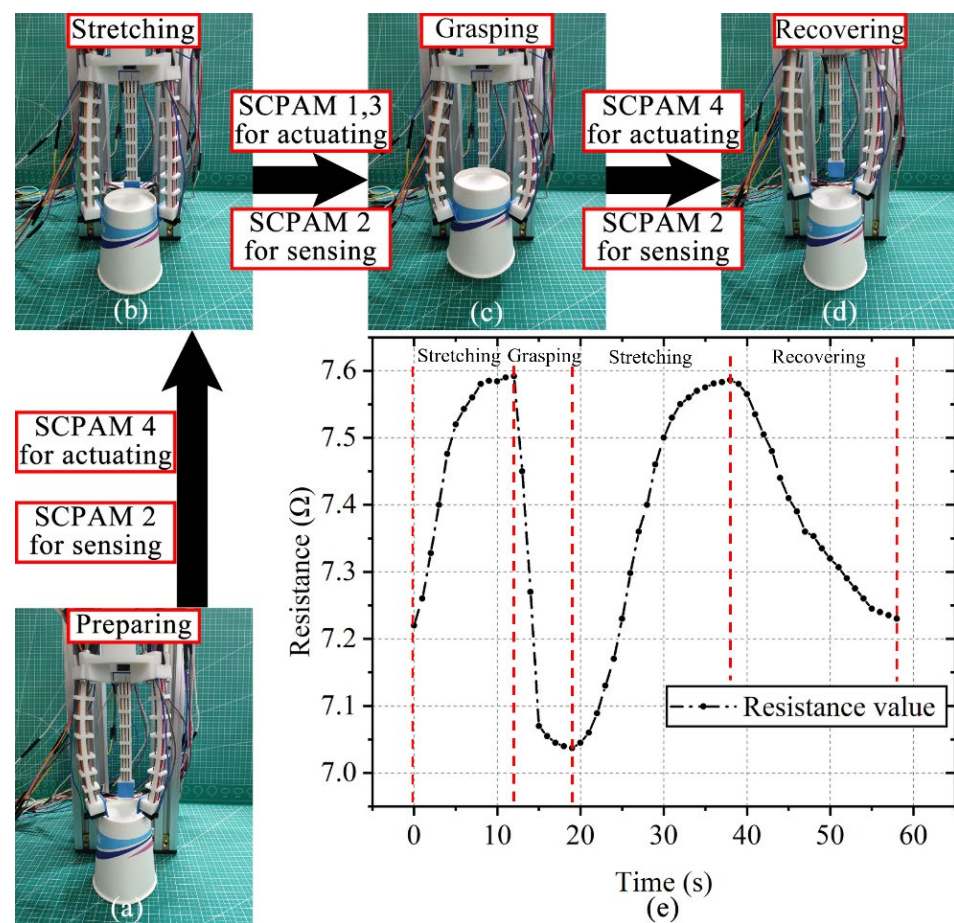 Stretching
Grasping
Recovering
SCPAM 1,3
for actuating
SCPAM 4
for actuating
SCPAM 2
for sensing
SCPAM 2
for sensing
(b)
(c)
(d)
SCPAM 4
for actuating
SCPAM 2
for sensing
Preparing
(a)
Stretching
Grasping
Stretching
Recovering
7.6
7.5
7.4
7.3
7.2
7.1
7.0
Resistance (Ω)
Resistance value
0
10
20
30
40
50
60
Time (s)
(e)